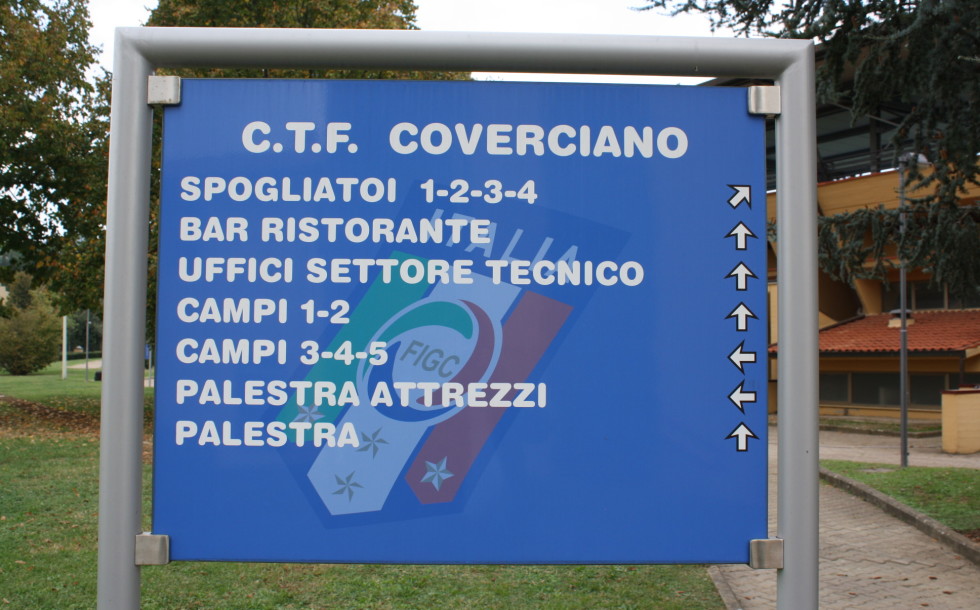 C.T.F. COVERCIANO
SPOGLIATOI 1-2-3-4
BAR RISTORANTE
UFFICI SETTORE TECNICO
CAMPI 1-2
CAMPI 3-4-5
PALESTRA ATTREZZI
PALESTRA
ITALIA
FIGC